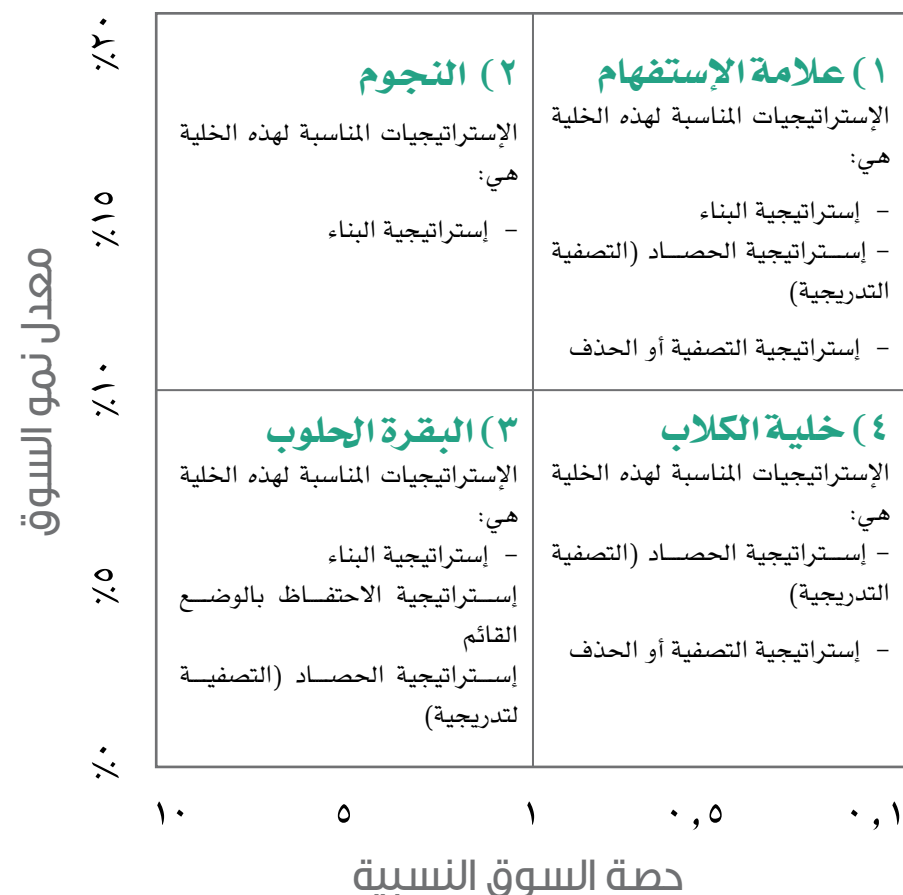 ١) علامة الإستفهام
الإستراتيجيات المناسبة لهذه الخلية
هي:
- إستراتيجية البناء
- إستراتيجية الحصاد (التصفية
التدريجية)
- إستراتيجية التصفية أو الحذف
٢) النجوم
الإستراتيجيات المناسبة لهذه الخلية
هي:
- إستراتيجية البناء
٤) خلية الكلاب
الإستراتيجيات المناسبة لهذه الخلية
هي:
- إستراتيجية الحصاد (التصفية
التدريجية)
- إستراتيجية التصفية أو الحذف
٣) البقرة الحلوب
الإستراتيجيات المناسبة لهذه الخلية
هي:
- إستراتيجية البناء
إستراتيجية الاحتفاظ بالوضع
القائم
إستراتيجية الحصاد (التصفية
لتدريجية)
معدل نمو السوق
٢٠٪
١٥٪
١٠٪
٥٪
٠٪
١٠ ٥ ١ ٠,٥ ٠,١
حصة السوق النسبية